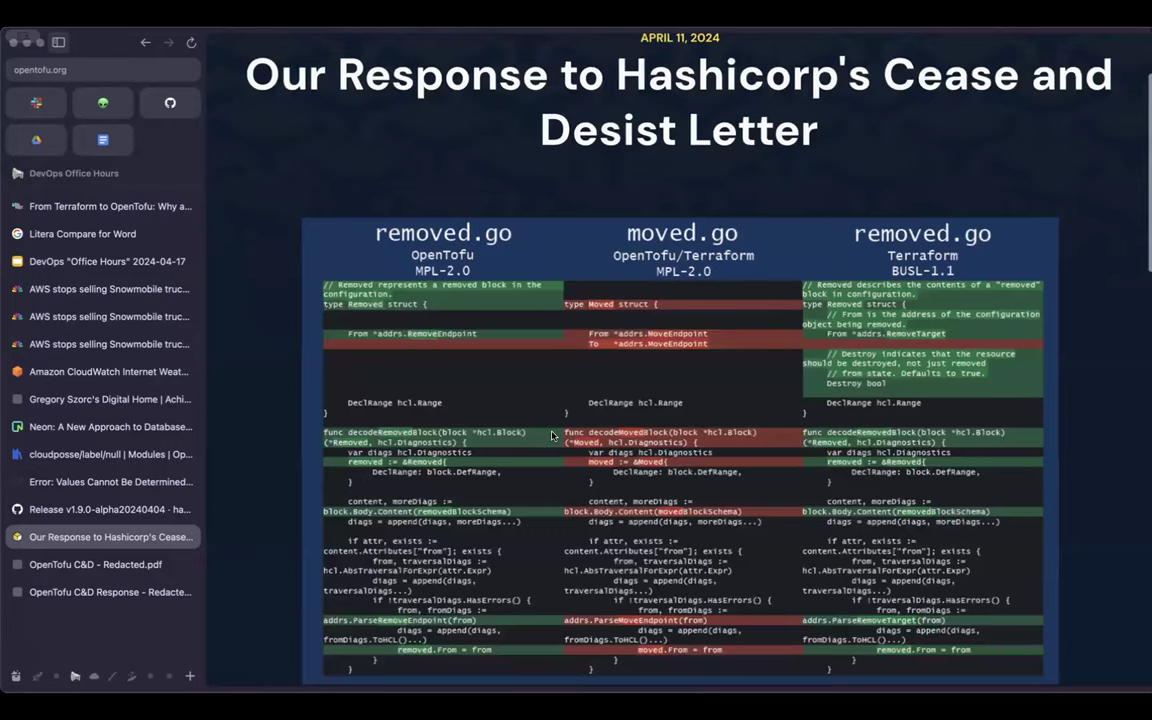 opentofu.org
DevOps Office Hours
From Terraform to OpenTofu: Why a...
Litera Compare for Word
DevOps "Office Hours" 2024-04-17
AWS stops selling Snowmobile truc...
AWS stops selling Snowmobile truc...
AWS stops selling Snowmobile truc...
Amazon CloudWatch Internet Weat...
Gregory Szorc's Digital Home | Achi...
Neon: A New Approach to Database...
cloudposse/label/null | Modules | Op...
Error: Values Cannot Be Determined...
Release v1.9.0-alpha20240404 · ha...
Our Response to Hashicorp's Cease...
OpenTofu C&D - Redacted.pdf
OpenTofu C&D Response - Redacte...
APRIL 11, 2024
Our Response to Hashicorp's Cease and
Desist Letter
removed.go
OpenTofu
MPL-2.0
// Removed represents a removed block in the
configuration.
type Removed struct {
From *addrs.RemoveEndpoint
DeclRange hcl.Range
}
func decodeRemovedBlock(block *hcl.Block)
(*Removed, hcl.Diagnostics) {
var diags hcl.Diagnostics
removed := &Removed{
DeclRange: block.DefRange,
}
content, moreDiags :=
block.Body.Content(removedBlockSchema)
diags = append(diags, moreDiags...)
if attr, exists :=
content.Attributes["from"]; exists {
from, traversalDiags :=
hcl.AbsTraversalForExpr(attr.Expr)
diags = append(diags,
traversalDiags...)
if !traversalDiags.HasErrors() {
from, fromDiags :=
addrs.ParseRemoveEndpoint(from)
diags = append(diags,
fromDiags.ToHCL()...)
removed.From = from
}
}
moved.go
OpenTofu/Terraform
MPL-2.0
type Moved struct {
From *addrs.MoveEndpoint
To *addrs.MoveEndpoint
DeclRange hcl.Range
}
func decodeMovedBlock(block *hcl.Block)
(*Moved, hcl.Diagnostics) {
var diags hcl.Diagnostics
moved := &Moved{
DeclRange: block.DefRange,
}
content, moreDiags :=
block.Body.Content(movedBlockSchema)
diags = append(diags, moreDiags...)
if attr, exists :=
content.Attributes["from"]; exists {
from, traversalDiags :=
hcl.AbsTraversalForExpr(attr.Expr)
diags = append(diags,
traversalDiags...)
if !traversalDiags.HasErrors() {
from, fromDiags :=
addrs.ParseMoveEndpoint(from)
diags = append(diags,
fromDiags.ToHCL()...)
moved.From = from
}
}
removed.go
Terraform
BUSL-1.1
// Removed describes the contents of a "removed"
block in configuration.
type Removed struct {
// From is the address of the configuration
object being removed.
From *addrs.RemoveTarget
// Destroy indicates that the resource
should be destroyed, not just removed
// from state. Defaults to true.
Destroy bool
DeclRange hcl.Range
}
func decodeRemovedBlock(block *hcl.Block)
(*Removed, hcl.Diagnostics) {
var diags hcl.Diagnostics
removed := &Removed{
DeclRange: block.DefRange,
}
content, moreDiags :=
block.Body.Content(removedBlockSchema)
diags = append(diags, moreDiags...)
if attr, exists :=
content.Attributes["from"]; exists {
from, traversalDiags :=
hcl.AbsTraversalForExpr(attr.Expr)
diags = append(diags,
traversalDiags...)
if !traversalDiags.HasErrors() {
from, fromDiags :=
addrs.ParseRemoveTarget(from)
diags = append(diags,
fromDiags.ToHCL()...)
removed.From = from
}
}